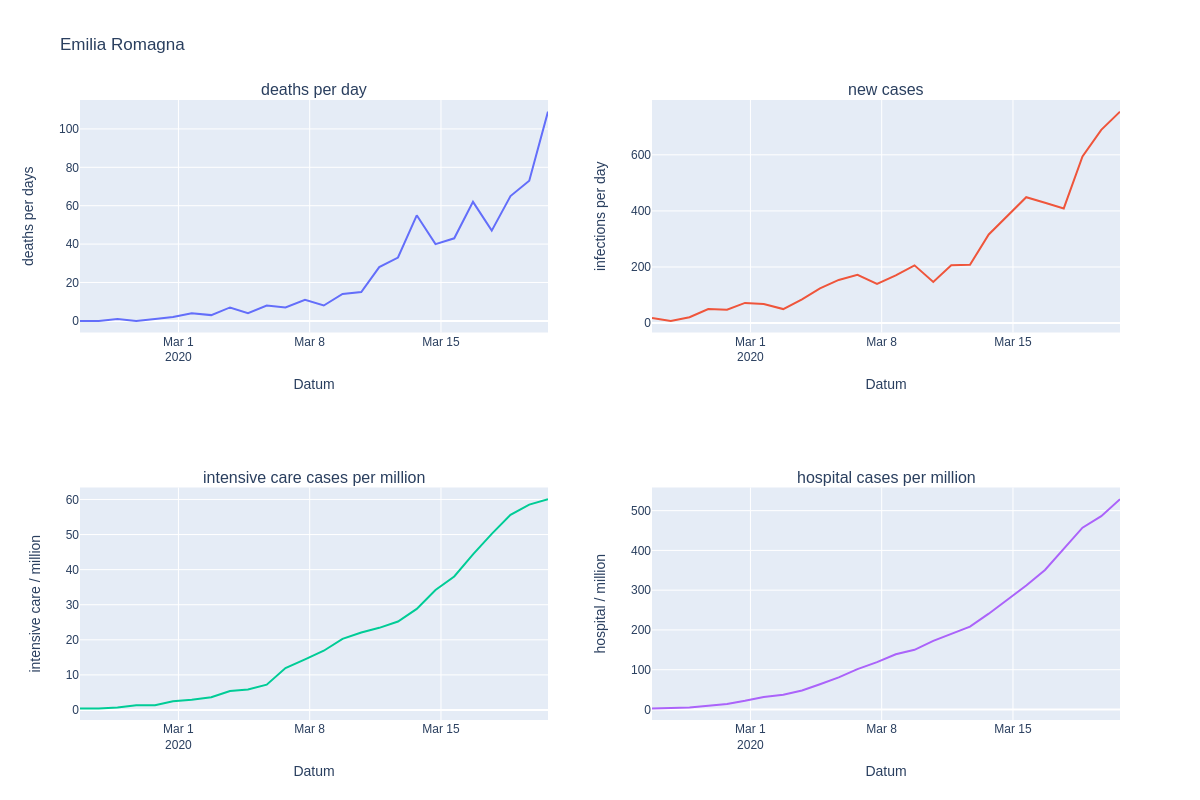 Emilia Romagna
deaths per day
deaths per days
100
80
60
40
20
0
Mar 1
2020
Mar 8
Mar 15
Datum
new cases
infections per day
600
400
200
0
Mar 1
2020
Mar 8
Mar 15
Datum
intensive care cases per million
intensive care / million
60
50
40
30
20
10
0
Mar 1
2020
Mar 8
Mar 15
Datum
hospital cases per million
hospital / million
500
400
300
200
100
0
Mar 1
2020
Mar 8
Mar 15
Datum